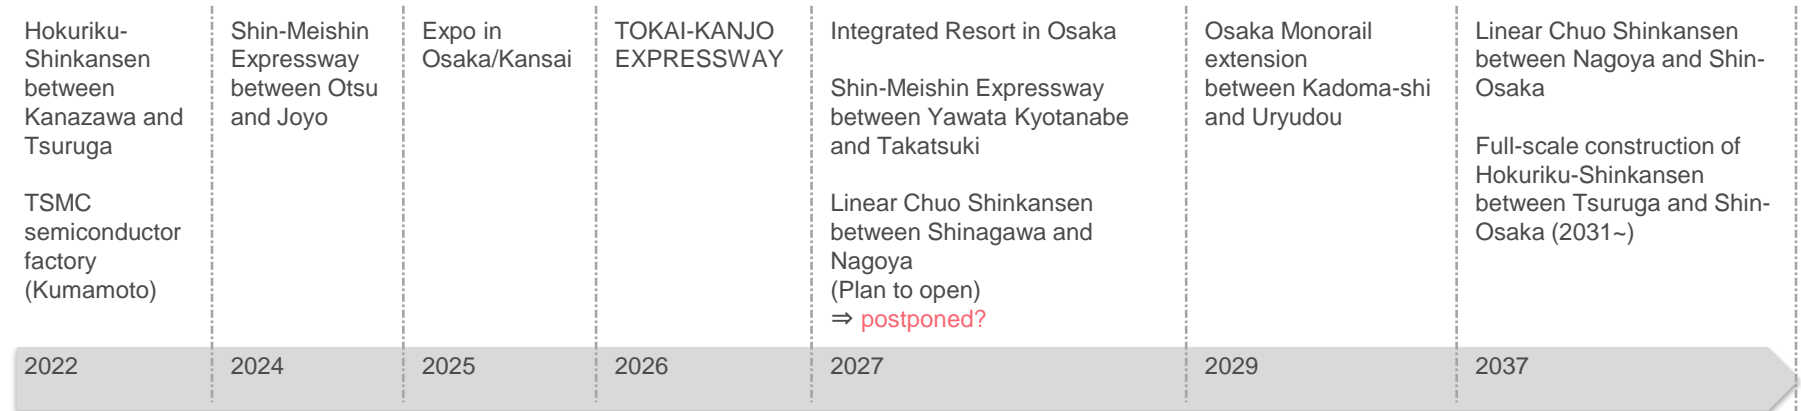 Hokuriku-
Shinkansen
between
Kanazawa and
Tsuruga
TSMC
semiconductor
factory
(Kumamoto)
2022
Shin-Meishin
Expressway
between Otsu
and Joyo
2024
Expo in
Osaka/Kansai
2025
TOKAI-KANJO
EXPRESSWAY
2026
Integrated Resort in Osaka
Shin-Meishin Expressway
between Yawata Kyotanabe
and Takatsuki
Linear Chuo Shinkansen
between Shinagawa and
Nagoya
(Plan to open)
⇒ postponed?
2027
Osaka Monorail
extension
between Kadoma-shi
and Uryudou
2029
Linear Chuo Shinkansen
between Nagoya and Shin-
Osaka
Full-scale construction of
Hokuriku-Shinkansen
between Tsuruga and Shin-
Osaka (2031~)
2037